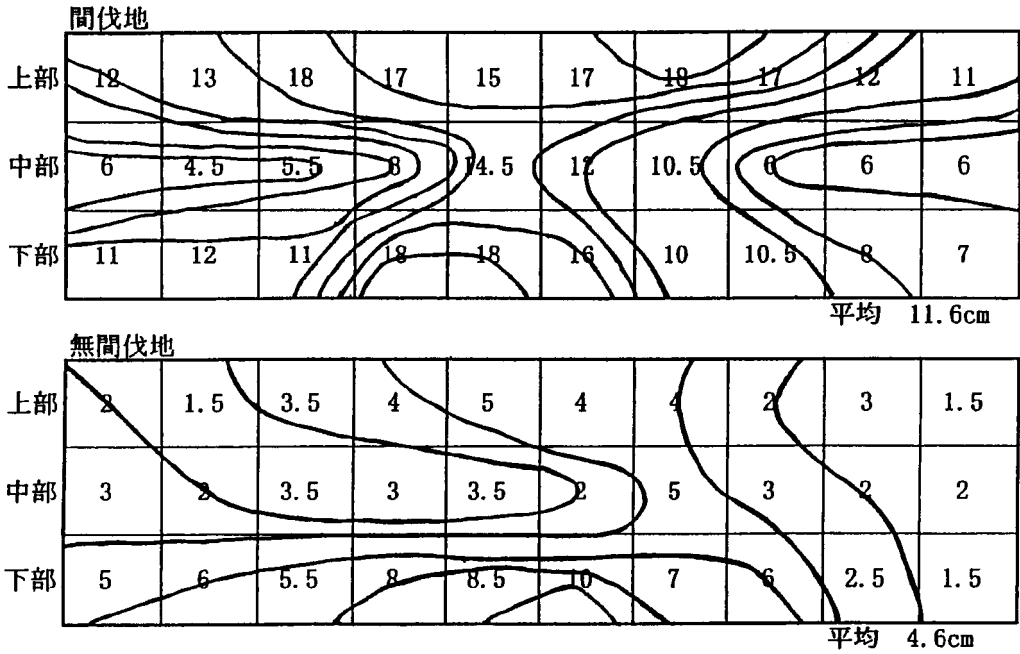 間伐地
上部 12 13 18 17 15 17 18 17 12 11
中部 6 4.5 5.5 8 14.5 12 10.5 6 6 6
下部 11 12 11 18 18 16 10 10.5 8 7
平均 11.6cm
無間伐地
上部 2 1.5 3.5 4 5 4 4 2 3 1.5
中部 3 2 3.5 3 3.5 2 5 3 2 2
下部 5 6 5.5 8 8.5 10 7 6 2.5 1.5
平均 4.6cm